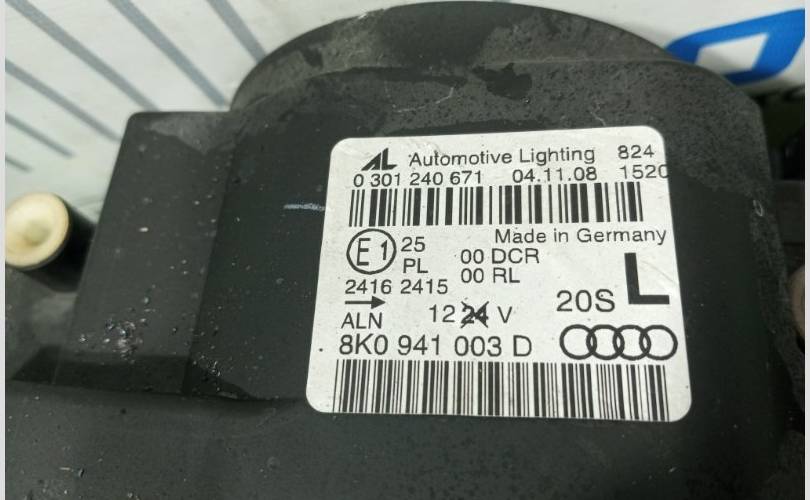 AL Automotive Lighting 824
0 301 240 671 04.11.08 1520
Made in Germany
E1 25 00 DCR
PL 00 RL
2416 2415
L
20S
ALN 12 24 V
8K0 941 003 D